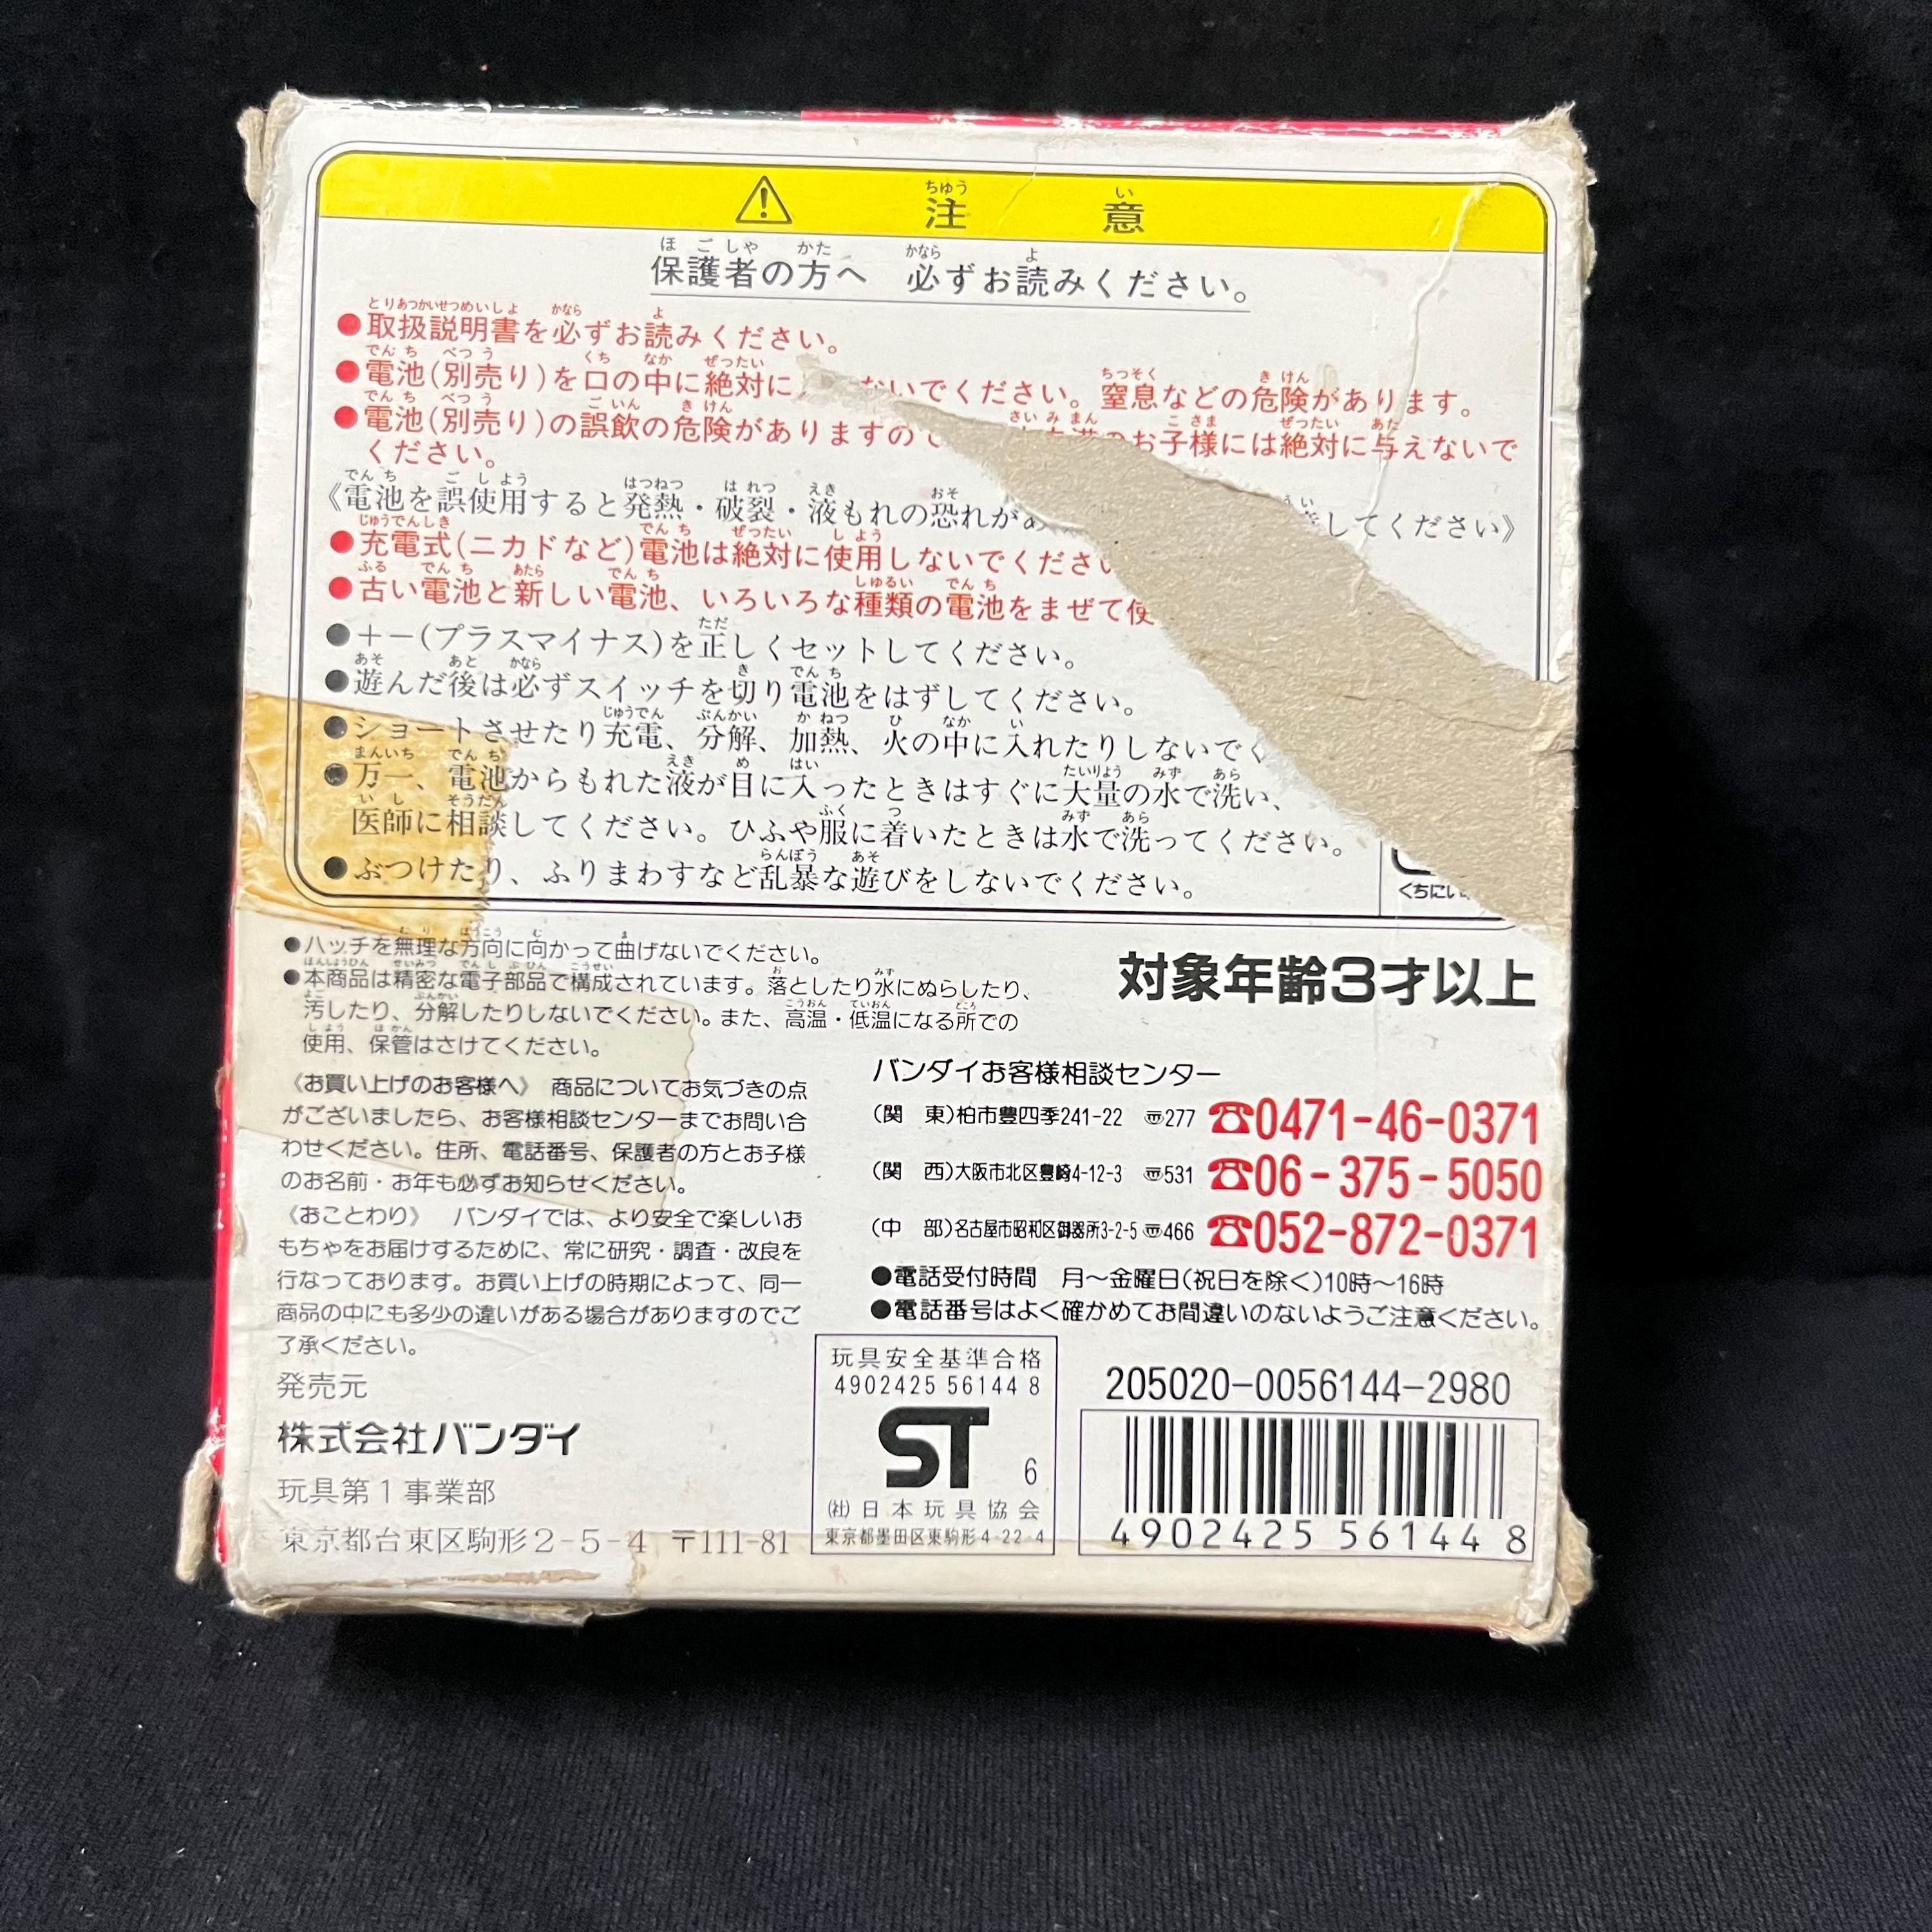 注意
保護者の方へ 必ずお読みください。
●取扱説明書を必ずお読みください。
●電池(別売り)を口の中に絶対に ないでください。窒息などの危険があります。
●電池(別売り)の誤飲の危険がありますので のお子様には絶対に与えないで
ください。
《電池を誤使用すると発熱・破裂・液もれの恐れがあ してください》
●充電式(ニカドなど)電池は絶対に使用しないでくださ
●古い電池と新しい電池、いろいろな種類の電池をまぜて使
●+−(プラスマイナス)を正しくセットしてください。
●遊んだ後は必ずスイッチを切り電池をはずしてください。
●ショートさせたり充電、分解、加熱、火の中に入れたりしないでく
●万一、電池からもれた液が目に入ったときはすぐに大量の水で洗い、
医師に相談してください。ひふや服に着いたときは水で洗ってください。
●ぶつけたり、ふりまわすなど乱暴な遊びをしないでください。
くちにい
●ハッチを無理な方向に向かって曲げないでください。
●本商品は精密な電子部品で構成されています。落としたり水にぬらしたり、
汚したり、分解したりしないでください。また、高温・低温になる所での
使用、保管はさけてください。
対象年齢3才以上
《お買い上げのお客様へ》 商品についてお気づきの点
がございましたら、お客様相談センターまでお問い合
わせください。住所、電話番号、保護者の方とお子様
のお名前・お年も必ずお知らせください。
《おことわり》 バンダイでは、より安全で楽しいお
もちゃをお届けするために、常に研究・調査・改良を
行なっております。お買い上げの時期によって、同一
商品の中にも多少の違いがある場合がありますのでご
了承ください。
発売元
株式会社バンダイ
玩具第1事業部
東京都台東区駒形2-5-4 〒111-81
バンダイお客様相談センター
(関 東)柏市豊四季241-22 〠277 ☎0471-46-0371
(関 西)大阪市北区豊崎4-12-3 〠531 ☎06-375-5050
(中 部)名古屋市昭和区御器所3-2-5 〠466 ☎052-872-0371
●電話受付時間 月〜金曜日(祝日を除く)10時〜16時
●電話番号はよく確かめてお間違いのないようご注意ください。
玩具安全基準合格
4902425 56144 8
ST 6
(社)日本玩具協会
東京都墨田区東駒形4-22-4
205020-0056144-2980
4902425 561448